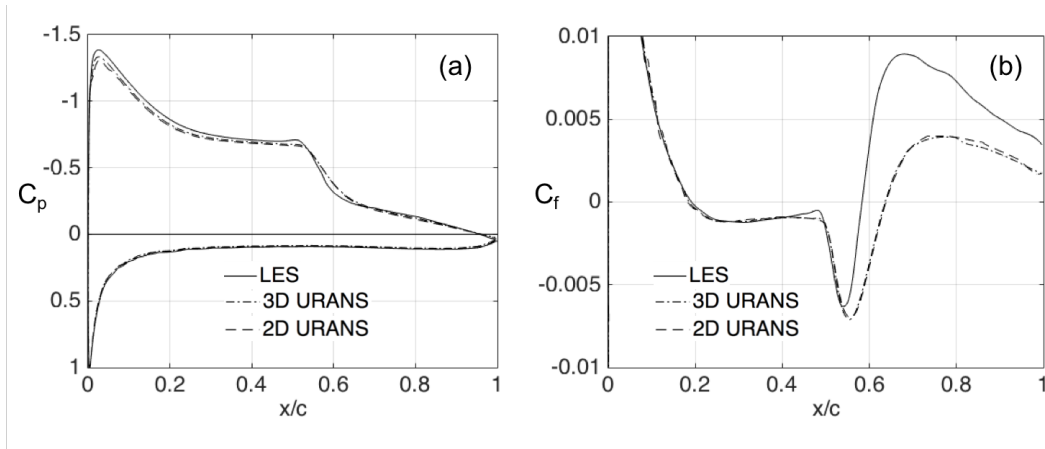 (a)
-1.5
-1
-0.5
0
0.5
1
Cp
LES
3D URANS
2D URANS
0 0.2 0.4 0.6 0.8 1
x/c
(b)
0.01
0.005
0
-0.005
-0.01
Cf
LES
3D URANS
2D URANS
0 0.2 0.4 0.6 0.8 1
x/c